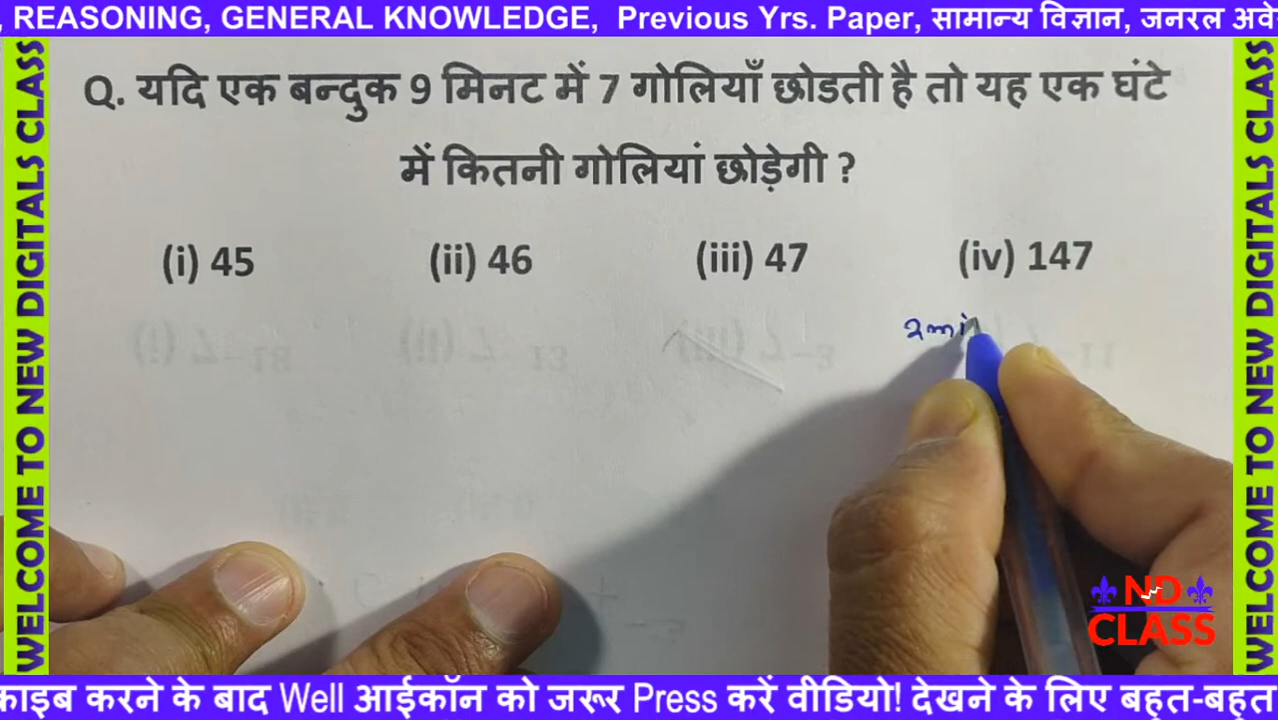 , REASONING, GENERAL KNOWLEDGE, Previous Yrs. Paper, सामान्य विज्ञान, जनरल अवे
WELCOME TO NEW DIGITALS CLASS
Q. यदि एक बन्दुक 9 मिनट में 7 गोलियाँ छोडती है तो यह एक घंटे
में कितनी गोलियां छोड़ेगी ?
(i) 45 (ii) 46 (iii) 47 (iv) 147
2mi
ND
CLASS
WELCOME TO NEW DIGITALS CLASS
काइब करने के बाद Well आईकॉन को जरूर Press करें वीडियो! देखने के लिए बहुत-बहुत